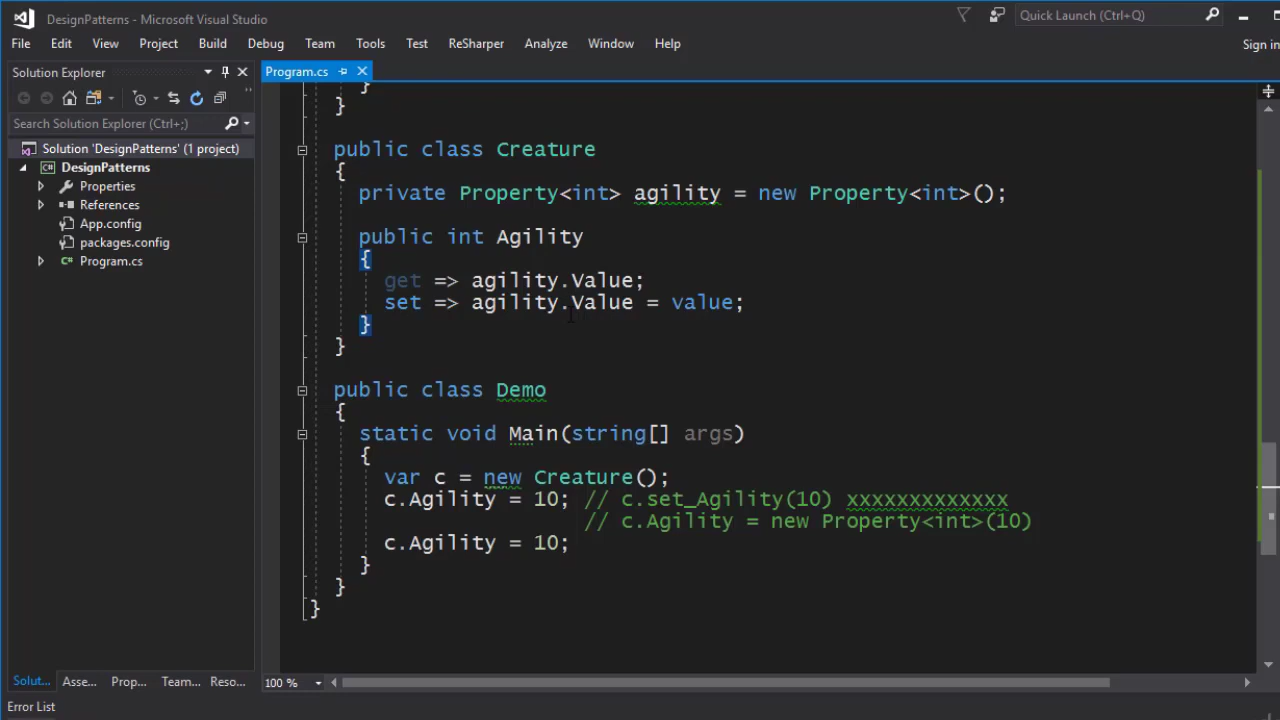 DesignPatterns - Microsoft Visual Studio
Quick Launch (Ctrl+Q)
File Edit View Project Build Debug Team Tools Test ReSharper Analyze Window Help
Sign in
Solution Explorer
Search Solution Explorer (Ctrl+;)
Solution 'DesignPatterns' (1 project)
DesignPatterns
Properties
References
App.config
packages.config
Program.cs
Solut... Asse... Prop... Team... Reso...
Program.cs
}
}
public class Creature
{
private Property<int> agility = new Property<int>();
public int Agility
{
get => agility.Value;
set => agility.Value = value;
}
}
public class Demo
{
static void Main(string[] args)
{
var c = new Creature();
c.Agility = 10; // c.set_Agility(10) xxxxxxxxxxxxx
// c.Agility = new Property<int>(10)
c.Agility = 10;
}
}
}
100 %
Error List